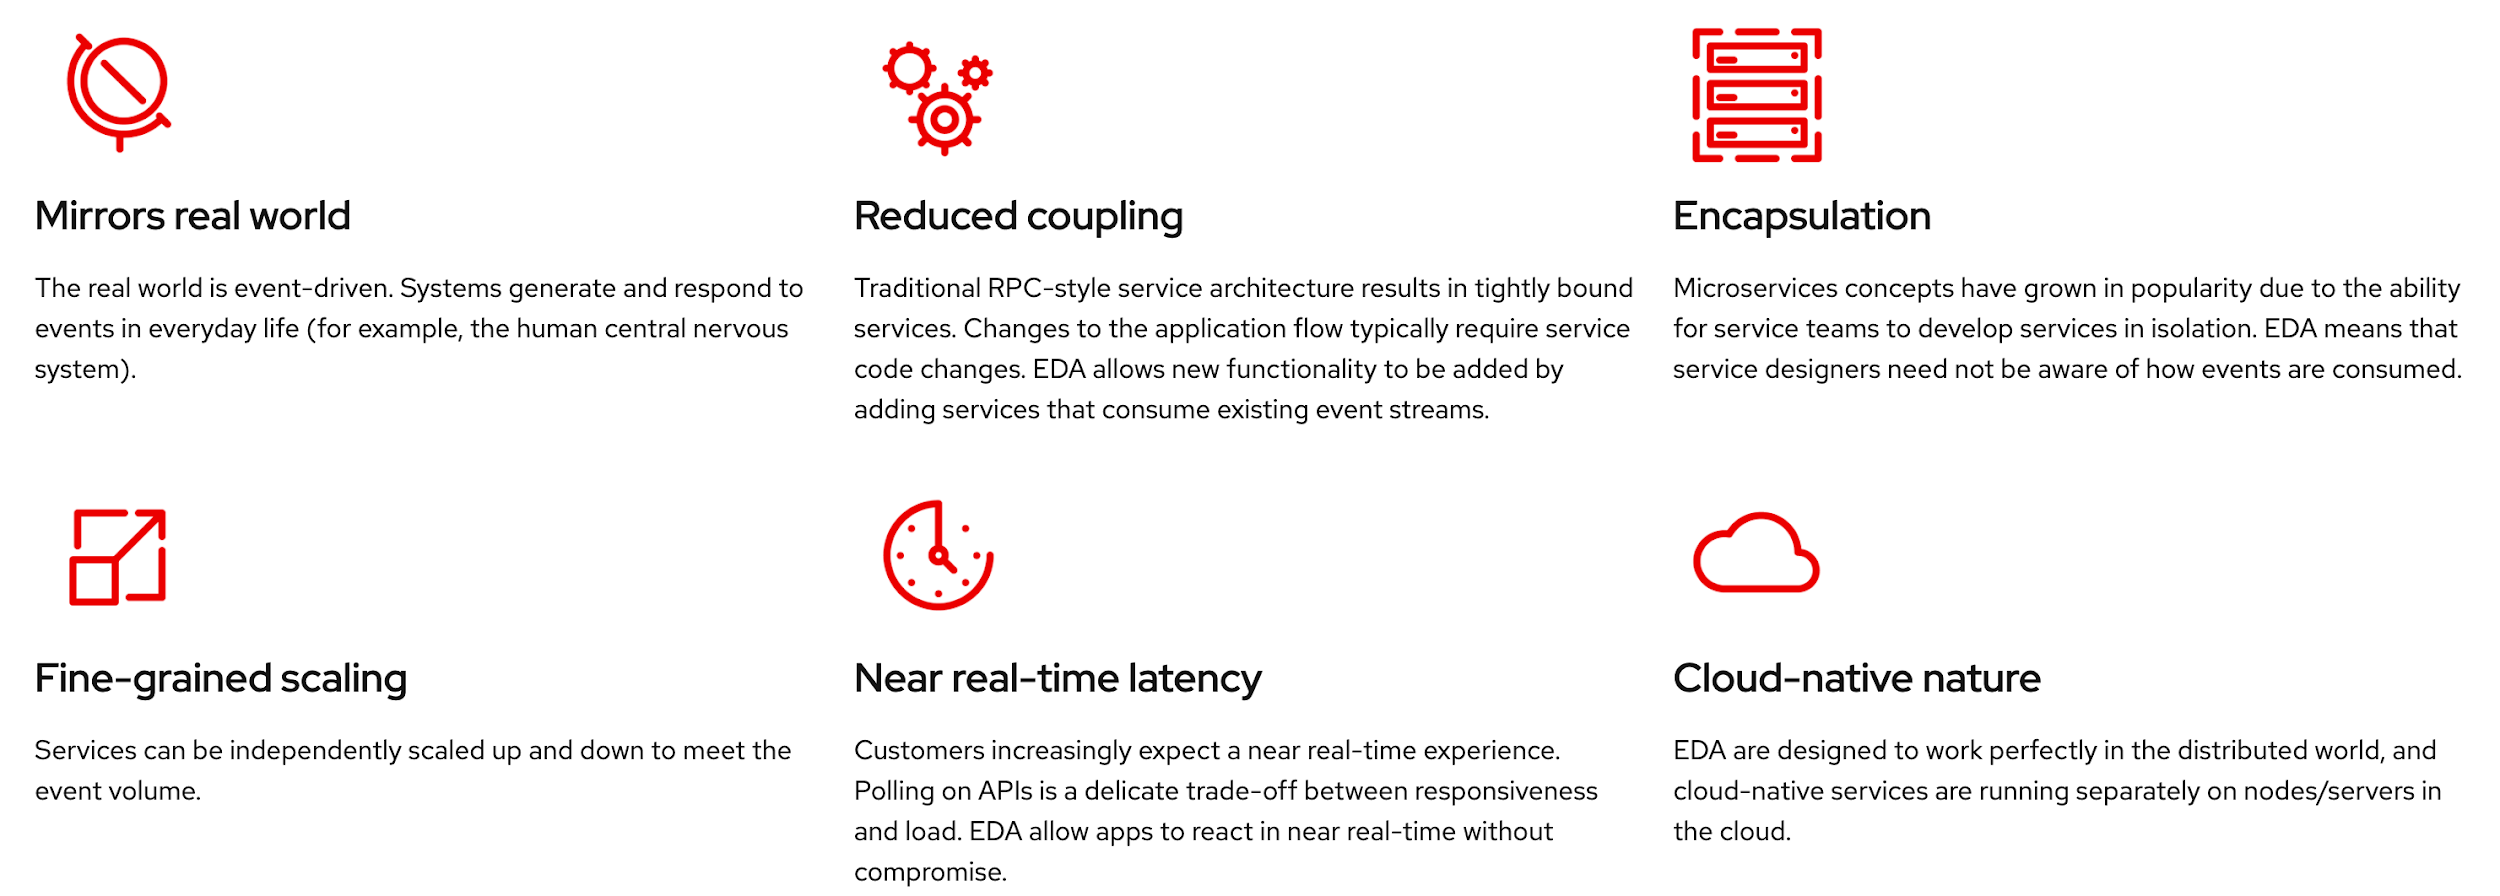 Mirrors real world
The real world is event-driven. Systems generate and respond to
events in everyday life (for example, the human central nervous
system).
Reduced coupling
Traditional RPC-style service architecture results in tightly bound
services. Changes to the application flow typically require service
code changes. EDA allows new functionality to be added by
adding services that consume existing event streams.
Encapsulation
Microservices concepts have grown in popularity due to the ability
for service teams to develop services in isolation. EDA means that
service designers need not be aware of how events are consumed.
Fine-grained scaling
Services can be independently scaled up and down to meet the
event volume.
Near real-time latency
Customers increasingly expect a near real-time experience.
Polling on APIs is a delicate trade-off between responsiveness
and load. EDA allow apps to react in near real-time without
compromise.
Cloud-native nature
EDA are designed to work perfectly in the distributed world, and
cloud-native services are running separately on nodes/servers in
the cloud.